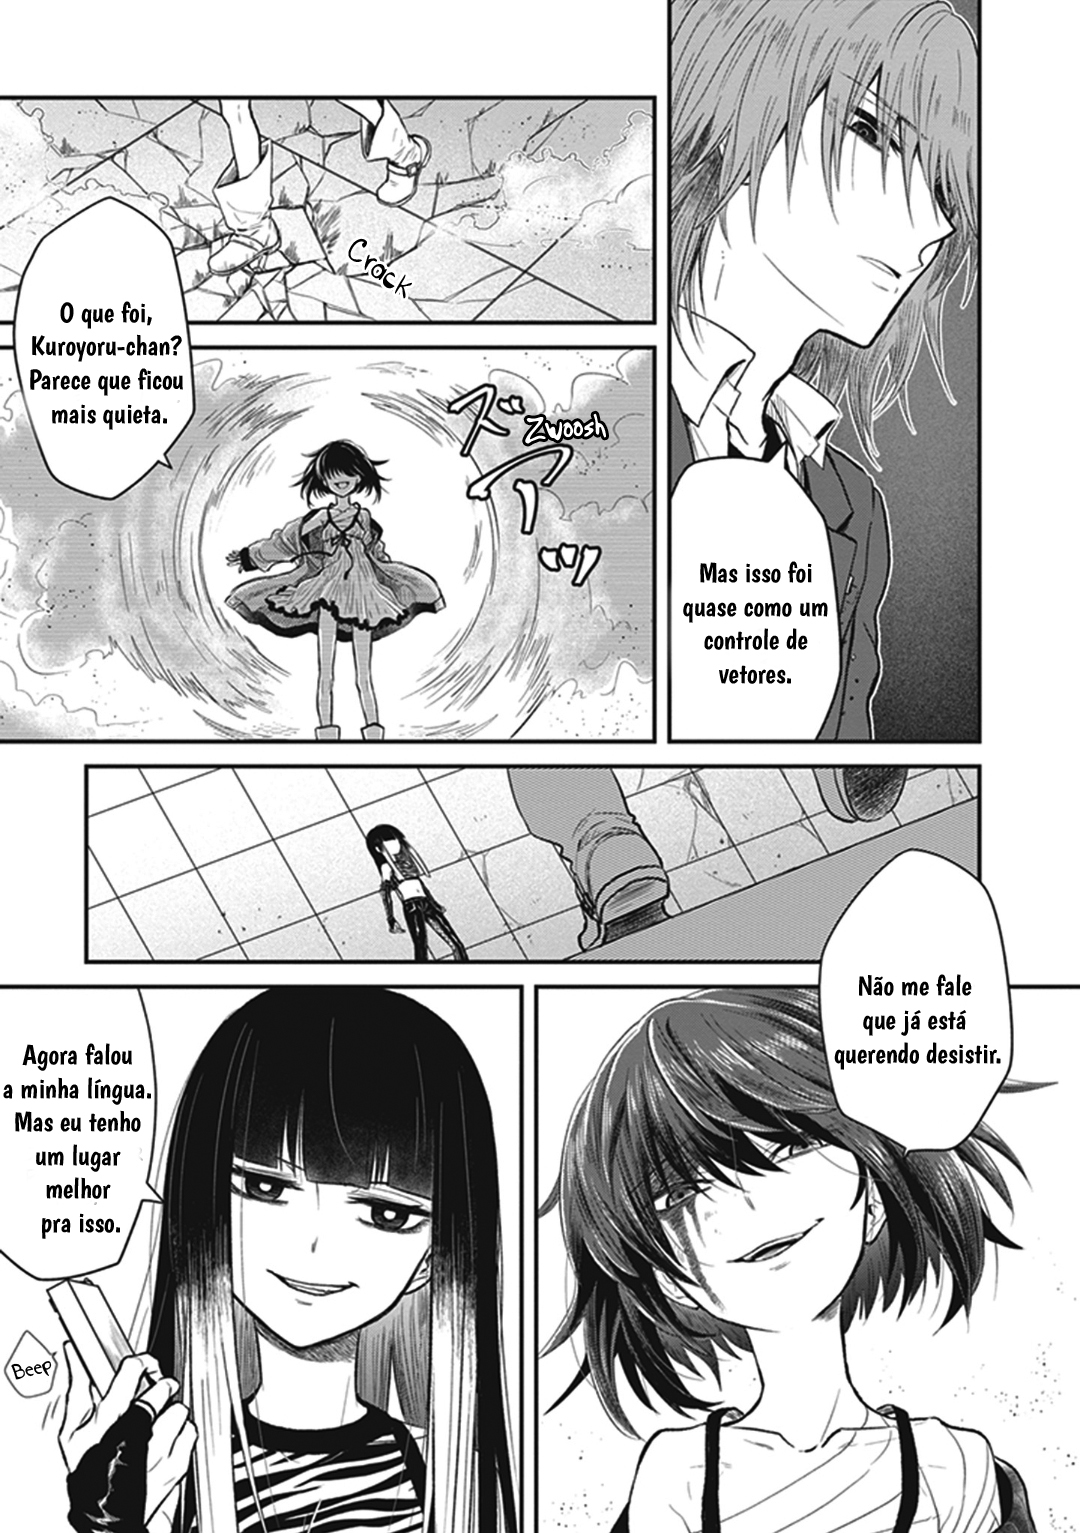 Mas isso foi
quase como um
controle de
vetores.
Crack
O que foi,
Kuroyoru-chan?
Parece que ficou
mais quieta.
Zwoosh
ズ
アッ
Não me fale
que já está
querendo desistir.
Agora falou
a minha língua.
Mas eu tenho
um lugar
melhor
pra isso.
Beep